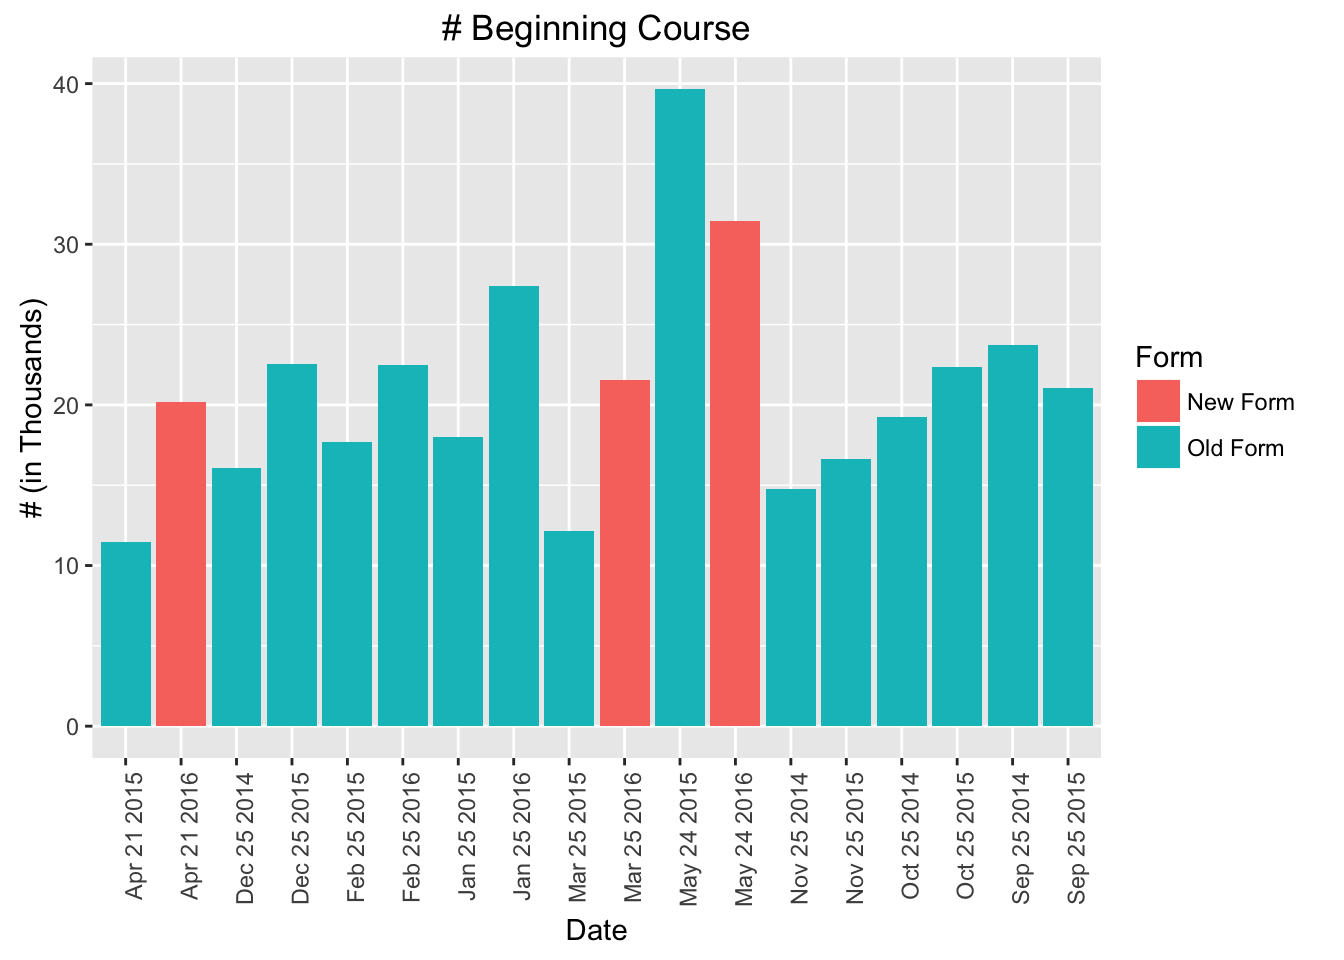 # Beginning Course
40
30
20
10
0
# (in Thousands)
Apr 21 2015
Apr 21 2016
Dec 25 2014
Dec 25 2015
Feb 25 2015
Feb 25 2016
Jan 25 2015
Jan 25 2016
Mar 25 2015
Mar 25 2016
May 24 2015
May 24 2016
Nov 25 2014
Nov 25 2015
Oct 25 2014
Oct 25 2015
Sep 25 2014
Sep 25 2015
Date
Form
New Form
Old Form